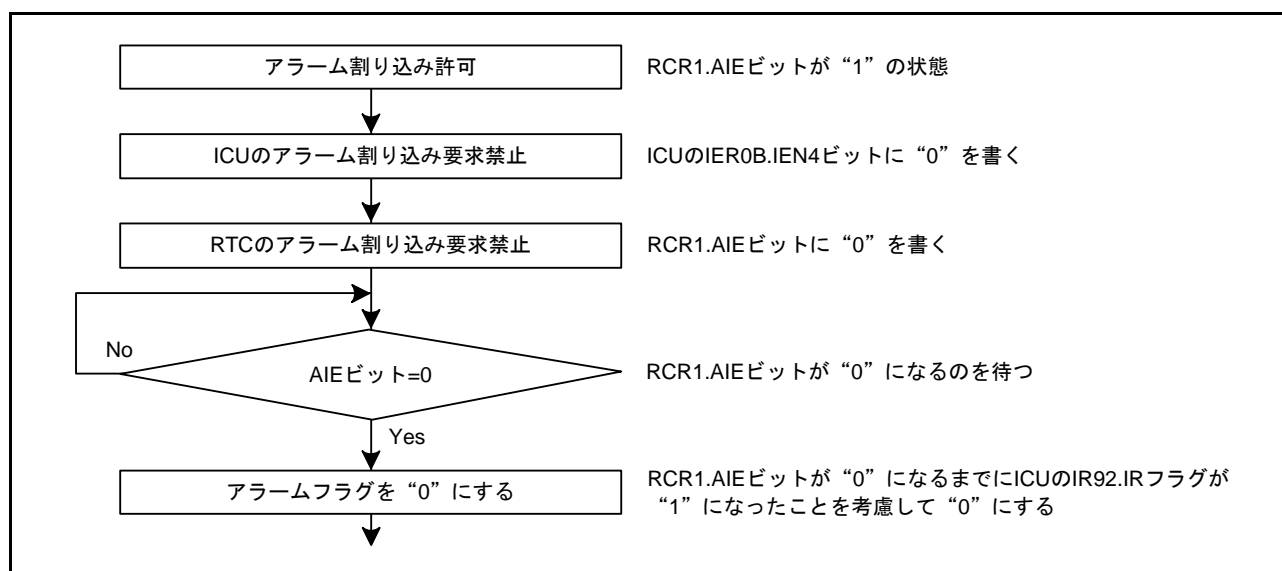 アラーム割り込み許可
RCR1.AIEビットが“1”の状態
ICUのアラーム割り込み要求禁止
ICUのIER0B.IEN4ビットに“0”を書く
RTCのアラーム割り込み要求禁止
RCR1.AIEビットに“0”を書く
No
AIEビット=0
RCR1.AIEビットが“0”になるのを待つ
Yes
アラームフラグを“0”にする
RCR1.AIEビットが“0”になるまでにICUのIR92.IRフラグが
“1”になったことを考慮して“0”にする